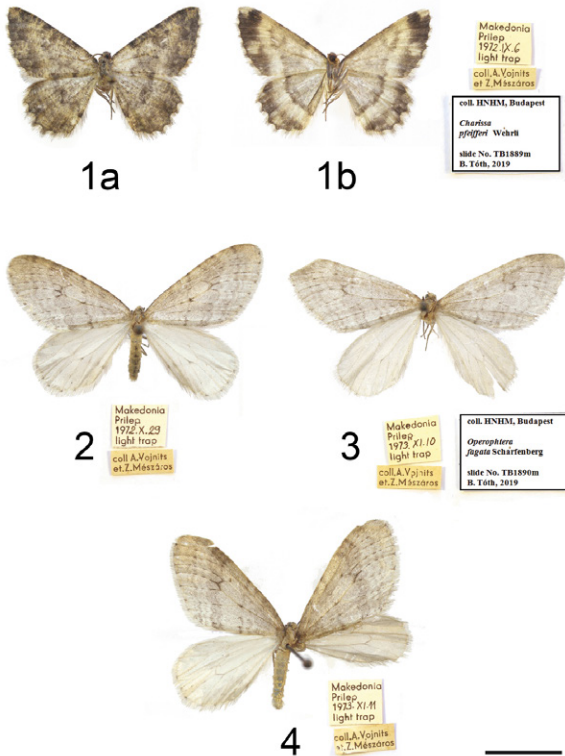 Makedonia
Prilep
1972.IX.6
light trap
coll.A.Vojnits
et Z.Mészáros
coll. HNHM, Budapest
Charissa
pfeifferi Wehrli
slide No. TB1889m
B. Tóth, 2019
1a
1b
Makedonia
Prilep
1972.X.29
light trap
coll.A.Vojnits
et.Z.Mészáros
2
Makedonia
Prilep
1973.XI.10
light trap
coll.A.Vojnits
et.Z.Mészáros
3
coll. HNHM, Budapest
Operophtera
fagata Scharfenberg
slide No. TB1890m
B. Tóth, 2019
Makedonia
Prilep
1973.XI.11
light trap
coll.A.Vojnits
et.Z.Mészáros
4